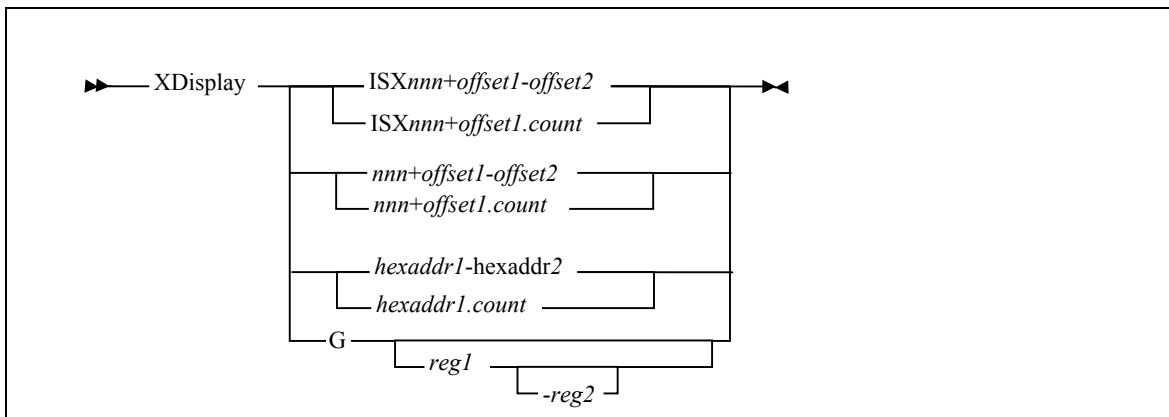 XDisplay
ISXnnn+offset1-offset2
ISXnnn+offset1.count
nnn+offset1-offset2
nnn+offset1.count
hexaddr1-hexaddr2
hexaddr1.count
G
reg1
-reg2